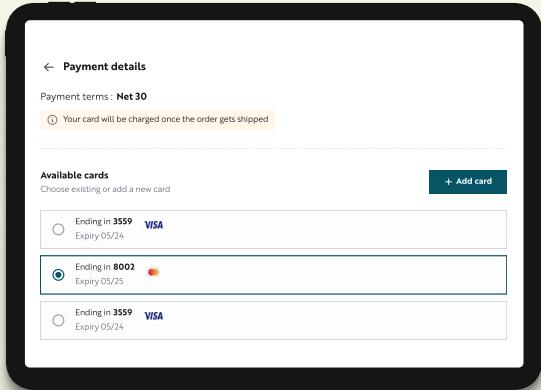 Payment details
Payment terms : Net 30
Your card will be charged once the order gets shipped
Available cards
Choose existing or add a new card
+ Add card
Ending in 3559 VISA
Expiry 05/24
Ending in 8002
Expiry 05/25
Ending in 3559 VISA
Expiry 05/24